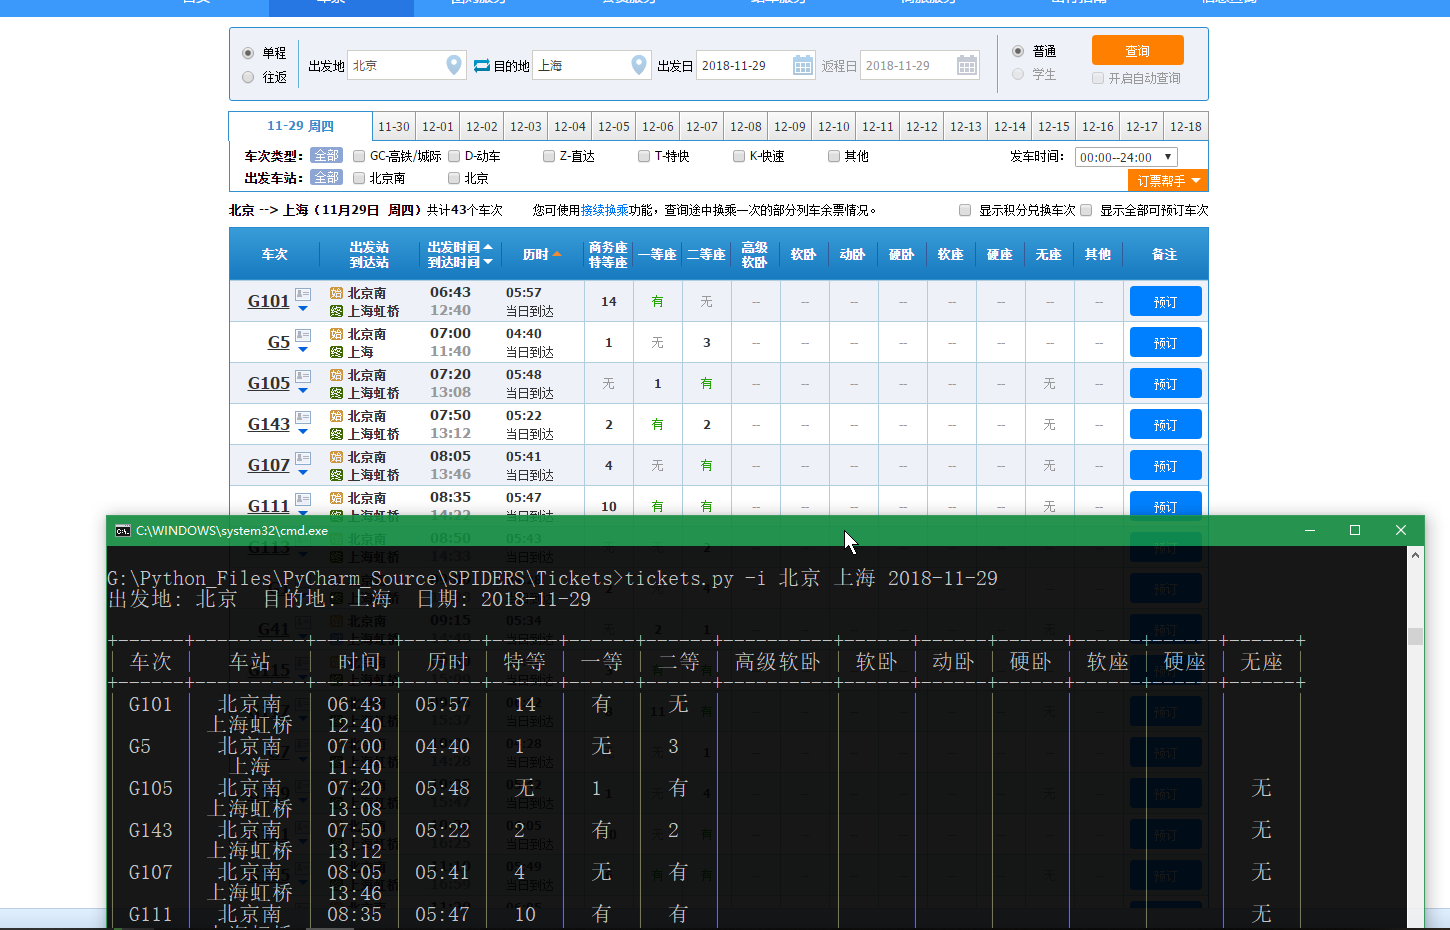 单程
往返
出发地 北京 目的地 上海 出发日 2018-11-29 返程日 2018-11-29
普通
学生
查询
开启自动查询
11-29 周四 11-30 12-01 12-02 12-03 12-04 12-05 12-06 12-07 12-08 12-09 12-10 12-11 12-12 12-13 12-14 12-15 12-16 12-17 12-18
车次类型： 全部 GC-高铁/城际 D-动车 Z-直达 T-特快 K-快速 其他 发车时间： 00:00--24:00
出发车站： 全部 北京南 北京 订票帮手
北京 --> 上海（11月29日 周四）共计43个车次 您可使用接续换乘功能，查询途中换乘一次的部分列车余票情况。 显示积分兑换车次 显示全部可预订车次
车次 出发站 到达站 出发时间 到达时间 历时 商务座 特等座 一等座 二等座 高级 软卧 软卧 动卧 硬卧 软座 硬座 无座 其他 备注
G101 始 北京南 06:43 05:57 14 有 无 -- -- -- -- -- -- -- -- 预订
终 上海虹桥 12:40 当日到达
G5 始 北京南 07:00 04:40 1 无 3 -- -- -- -- -- -- -- -- 预订
终 上海 11:40 当日到达
G105 始 北京南 07:20 05:48 无 1 有 -- -- -- -- -- -- 无 -- 预订
终 上海虹桥 13:08 当日到达
G143 始 北京南 07:50 05:22 2 有 2 -- -- -- -- -- -- 无 -- 预订
终 上海虹桥 13:12 当日到达
G107 始 北京南 08:05 05:41 4 无 有 -- -- -- -- -- -- 无 -- 预订
终 上海虹桥 13:46 当日到达
G111 始 北京南 08:35 05:47 10 有 有 -- -- -- -- -- -- 无 -- 预订
C:\WINDOWS\system32\cmd.exe
G:\Python_Files\PyCharm_Source\SPIDERS\Tickets>tickets.py -i 北京 上海 2018-11-29
出发地: 北京 目的地: 上海 日期: 2018-11-29
车次 车站 时间 历时 特等 一等 二等 高级软卧 软卧 动卧 硬卧 软座 硬座 无座
G101 北京南 06:43 05:57 14 有 无
上海虹桥 12:40
G5 北京南 07:00 04:40 1 无 3
上海 11:40
G105 北京南 07:20 05:48 无 1 有 无
上海虹桥 13:08
G143 北京南 07:50 05:22 2 有 2 无
上海虹桥 13:12
G107 北京南 08:05 05:41 4 无 有 无
上海虹桥 13:46
G111 北京南 08:35 05:47 10 有 有 无